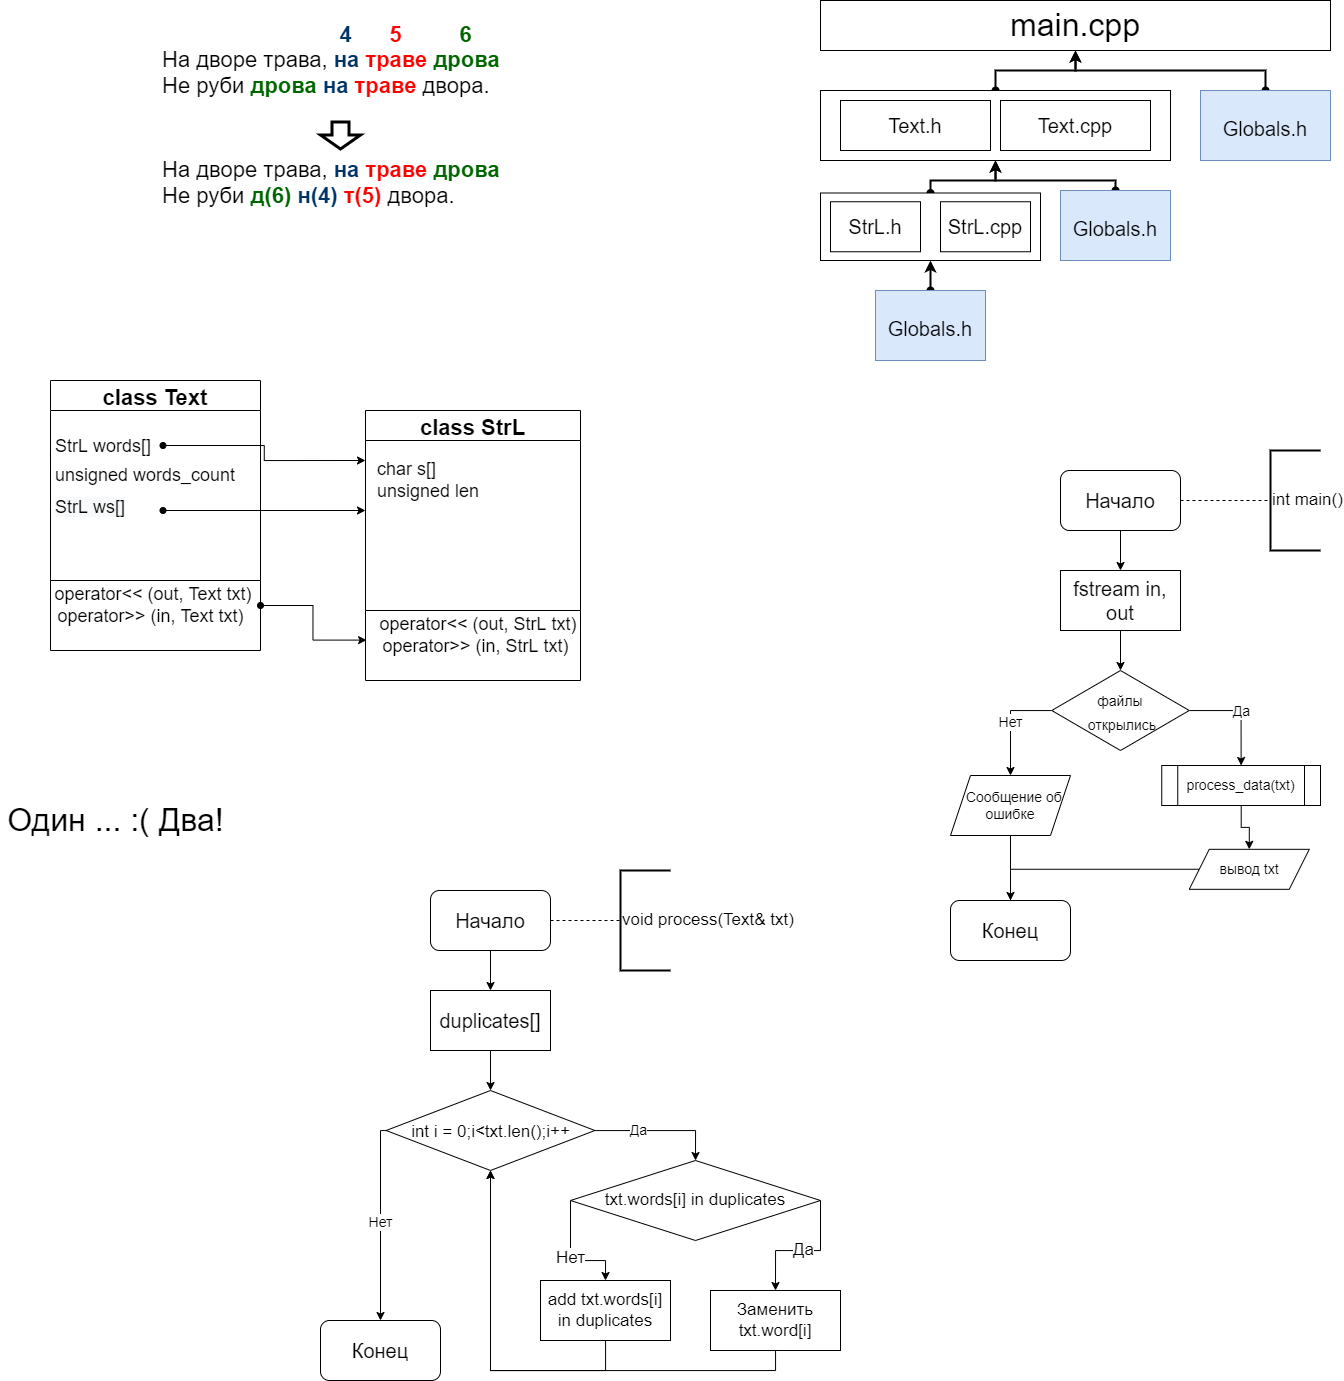 4 5 6
На дворе трава, на траве дрова
Не руби дрова на траве двора.
На дворе трава, на траве дрова
Не руби д(6) н(4) т(5) двора.
main.cpp
Text.h
Text.cpp
Globals.h
StrL.h
StrL.cpp
Globals.h
Globals.h
class Text
StrL words[]
unsigned words_count
StrL ws[]
operator<< (out, Text txt)
operator>> (in, Text txt)
class StrL
char s[]
unsigned len
operator<< (out, StrL txt)
operator>> (in, StrL txt)
Начало
int main()
fstream in,
out
файлы
открылись
Нет
Да
Сообщение об
ошибке
process_data(txt)
вывод txt
Конец
Один ... :( Два!
Начало
void process(Text& txt)
duplicates[]
int i = 0;i<txt.len();i++
Да
Нет
txt.words[i] in duplicates
Нет
Да
add txt.words[i]
in duplicates
Заменить
txt.word[i]
Конец